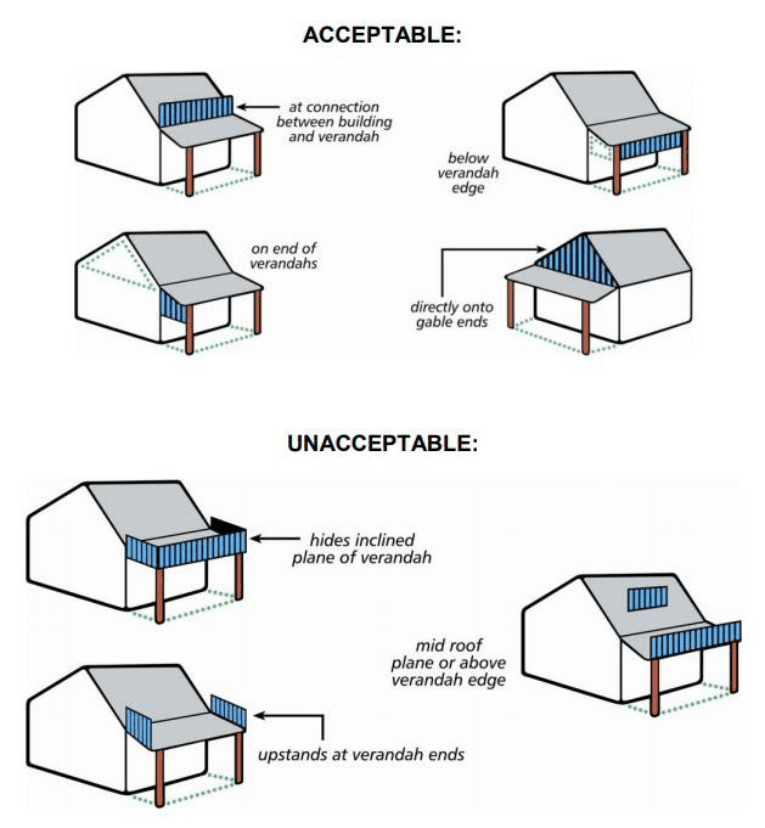 ACCEPTABLE:
at connection
between building
and verandah
below
verandah
edge
on end of
verandahs
directly onto
gable ends
UNACCEPTABLE:
hides inclined
plane of verandah
mid roof
plane or above
verandah edge
upstands at verandah ends